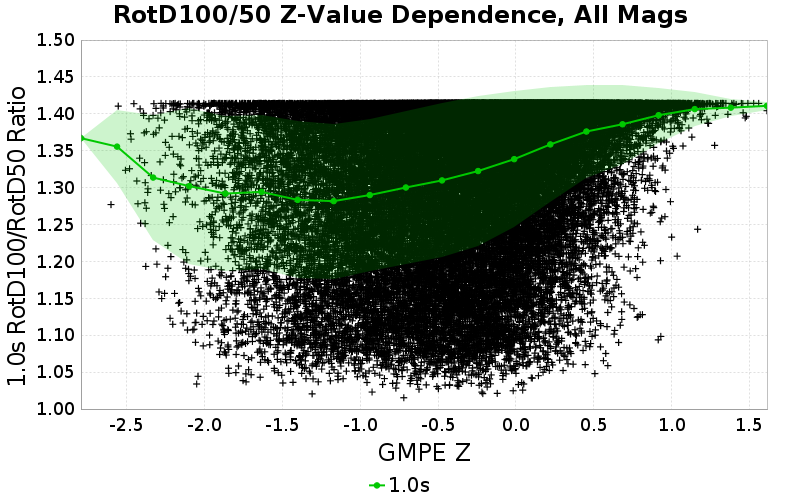 RotD100/50 Z-Value Dependence, All Mags
1.0s RotD100/RotD50 Ratio
1.50
1.45
1.40
1.35
1.30
1.25
1.20
1.15
1.10
1.05
1.00
-2.5 -2.0 -1.5 -1.0 -0.5 0.0 0.5 1.0 1.5
GMPE Z
1.0s